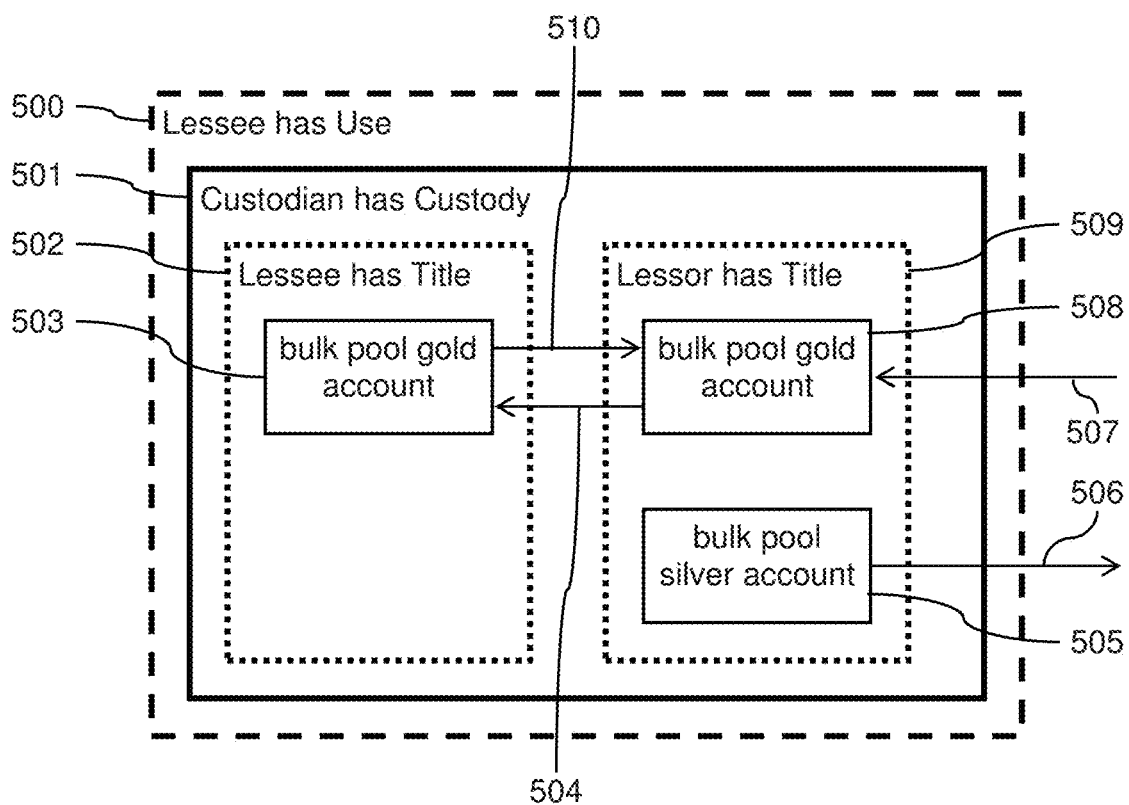 510
500
Lessee has Use
501
Custodian has Custody
502
509
Lessee has Title
Lessor has Title
503
508
bulk pool gold
account
bulk pool gold
account
507
506
bulk pool
silver account
505
504